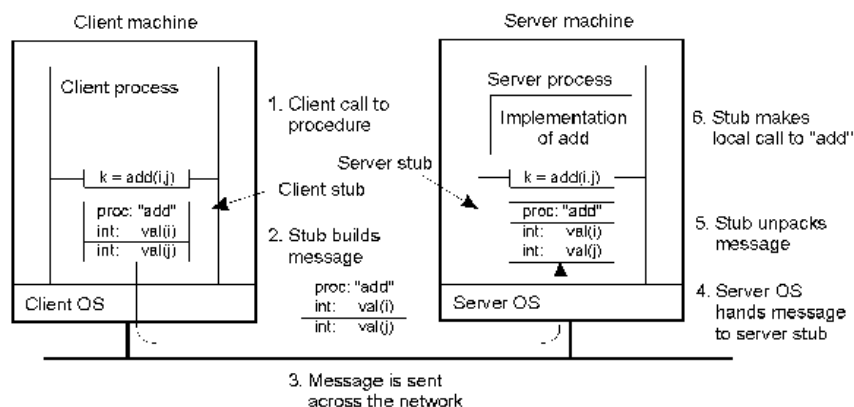 Client machine
Server machine
Client process
1. Client call to
procedure
Server process
Implementation
of add
6. Stub makes
local call to "add"
Server stub
k = add(i,j)
Client stub
k = add(i,j)
proc: "add"
int: val(i)
int: val(j)
2. Stub builds
message
proc: "add"
int: val(i)
int: val(j)
proc: "add"
int: val(i)
int: val(j)
5. Stub unpacks
message
Client OS
Server OS
4. Server OS
hands message
to server stub
3. Message is sent
across the network